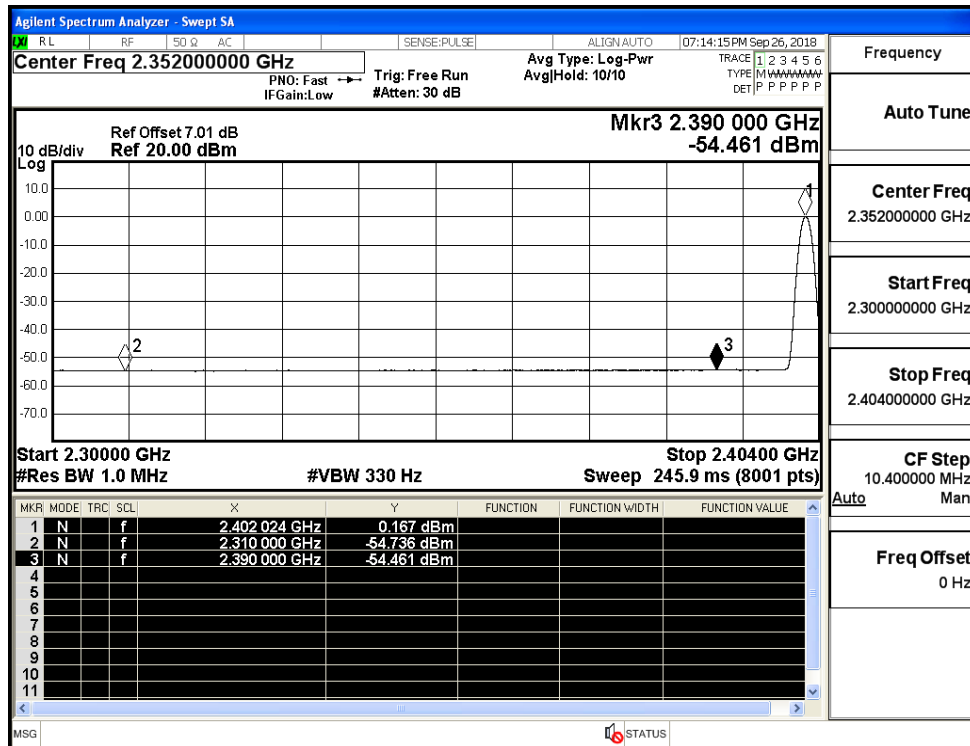 Agilent Spectrum Analyzer - Swept SA
LXI RL RF 50 Ω AC SENSE:PULSE ALIGN AUTO 07:14:15 PM Sep 26, 2018
Center Freq 2.352000000 GHz
PNO: Fast
IFGain:Low
Trig: Free Run
#Atten: 30 dB
Avg Type: Log-Pwr
Avg|Hold: 10/10
TRACE 1 2 3 4 5 6
TYPE M W W W W W
DET P P P P P P
Mkr3 2.390 000 GHz
-54.461 dBm
Ref Offset 7.01 dB
10 dB/div Ref 20.00 dBm
Log
10.0
0.00
-10.0
-20.0
-30.0
-40.0
-50.0
-60.0
-70.0
1
2
3
Start 2.30000 GHz Stop 2.40400 GHz
#Res BW 1.0 MHz #VBW 330 Hz Sweep 245.9 ms (8001 pts)
MKR MODE TRC SCL X Y FUNCTION FUNCTION WIDTH FUNCTION VALUE
1 N f 2.402 024 GHz 0.167 dBm
2 N f 2.310 000 GHz -54.736 dBm
3 N f 2.390 000 GHz -54.461 dBm
4
5
6
7
8
9
10
11
MSG STATUS
Frequency
Auto Tune
Center Freq
2.352000000 GHz
Start Freq
2.300000000 GHz
Stop Freq
2.404000000 GHz
CF Step
10.400000 MHz
Auto Man
Freq Offset
0 Hz